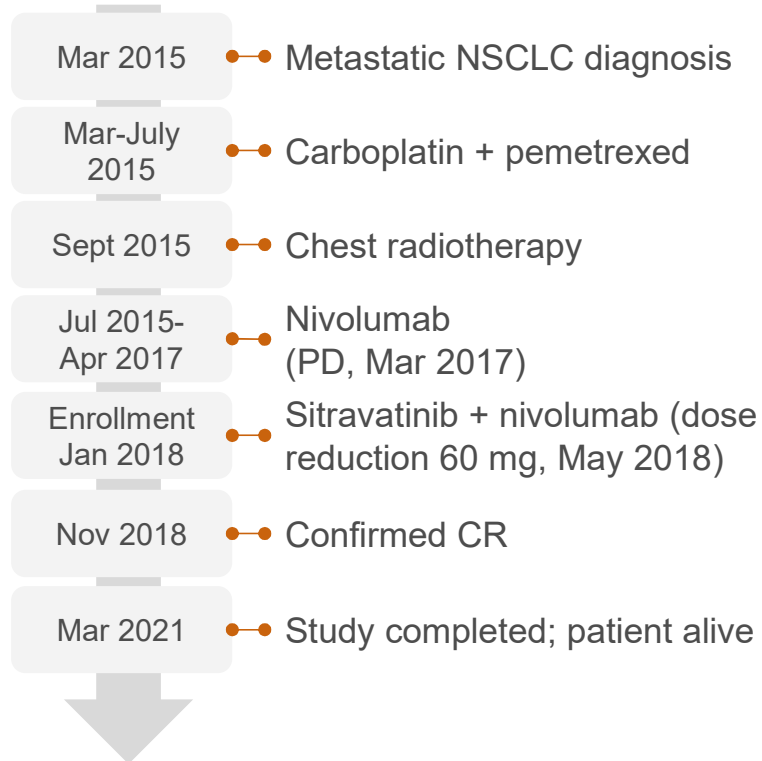 Mar 2015
Metastatic NSCLC diagnosis
Mar-July
2015
Carboplatin + pemetrexed
Sept 2015
Chest radiotherapy
Jul 2015-
Apr 2017
Nivolumab
(PD, Mar 2017)
Enrollment
Jan 2018
Sitravatinib + nivolumab (dose
reduction 60 mg, May 2018)
Nov 2018
Confirmed CR
Mar 2021
Study completed; patient alive